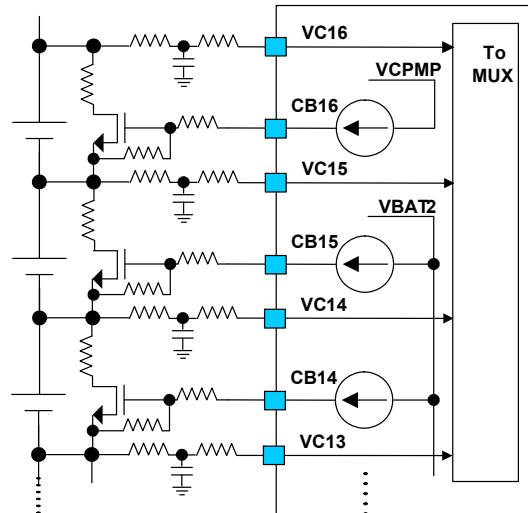 VC16
To
MUX
VCPMP
CB16
VC15
VBAT2
CB15
VC14
CB14
VC13